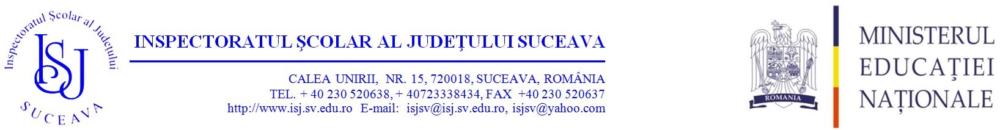 Inspectoratul Şcolar al Judeţului
ISJ
SUCEAVA
INSPECTORATUL ŞCOLAR AL JUDEŢULUI SUCEAVA
CALEA UNIRII, NR. 15, 720018, SUCEAVA, ROMÂNIA
TEL. + 40 230 520638, + 40723338434, FAX +40 230 520637
http://www.isj.sv.edu.ro E-mail: isjsv@isj.sv.edu.ro, isjsv@yahoo.com
ROMANIA
MINISTERUL
EDUCAŢIEI
NAŢIONALE